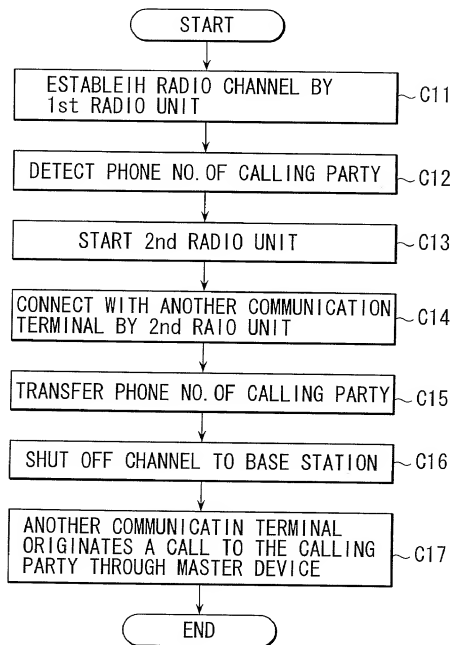 START
ESTABLEIH RADIO CHANNEL BY
1st RADIO UNIT
C11
DETECT PHONE NO. OF CALLING PARTY
C12
START 2nd RADIO UNIT
C13
CONNECT WITH ANOTHER COMMUNICATION
TERMINAL BY 2nd RAIO UNIT
C14
TRANSFER PHONE NO. OF CALLING PARTY
C15
SHUT OFF CHANNEL TO BASE STATION
C16
ANOTHER COMMUNICATIN TERMINAL
ORIGINATES A CALL TO THE CALLING
PARTY THROUGH MASTER DEVICE
C17
END